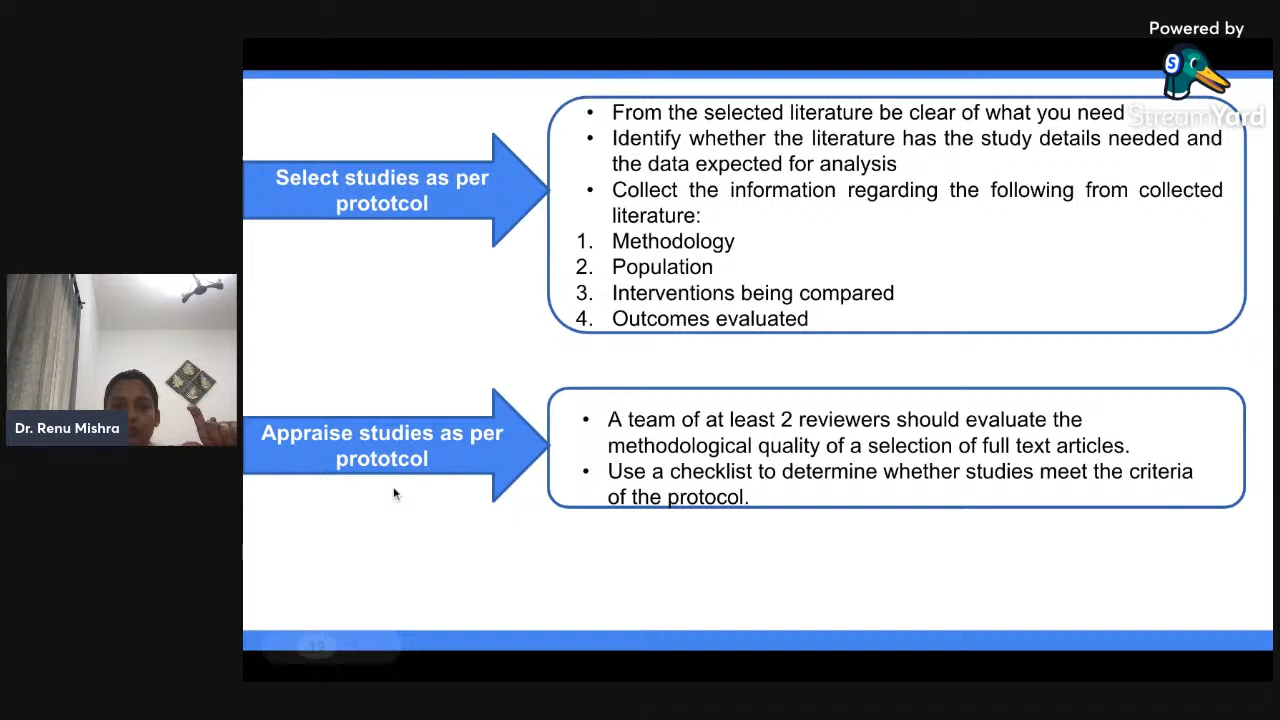 Powered by
StreamYard
Select studies as per
prototcol
• From the selected literature be clear of what you need
• Identify whether the literature has the study details needed and
the data expected for analysis
• Collect the information regarding the following from collected
literature:
1. Methodology
2. Population
3. Interventions being compared
4. Outcomes evaluated
Dr. Renu Mishra
Appraise studies as per
prototcol
• A team of at least 2 reviewers should evaluate the
methodological quality of a selection of full text articles.
• Use a checklist to determine whether studies meet the criteria
of the protocol.